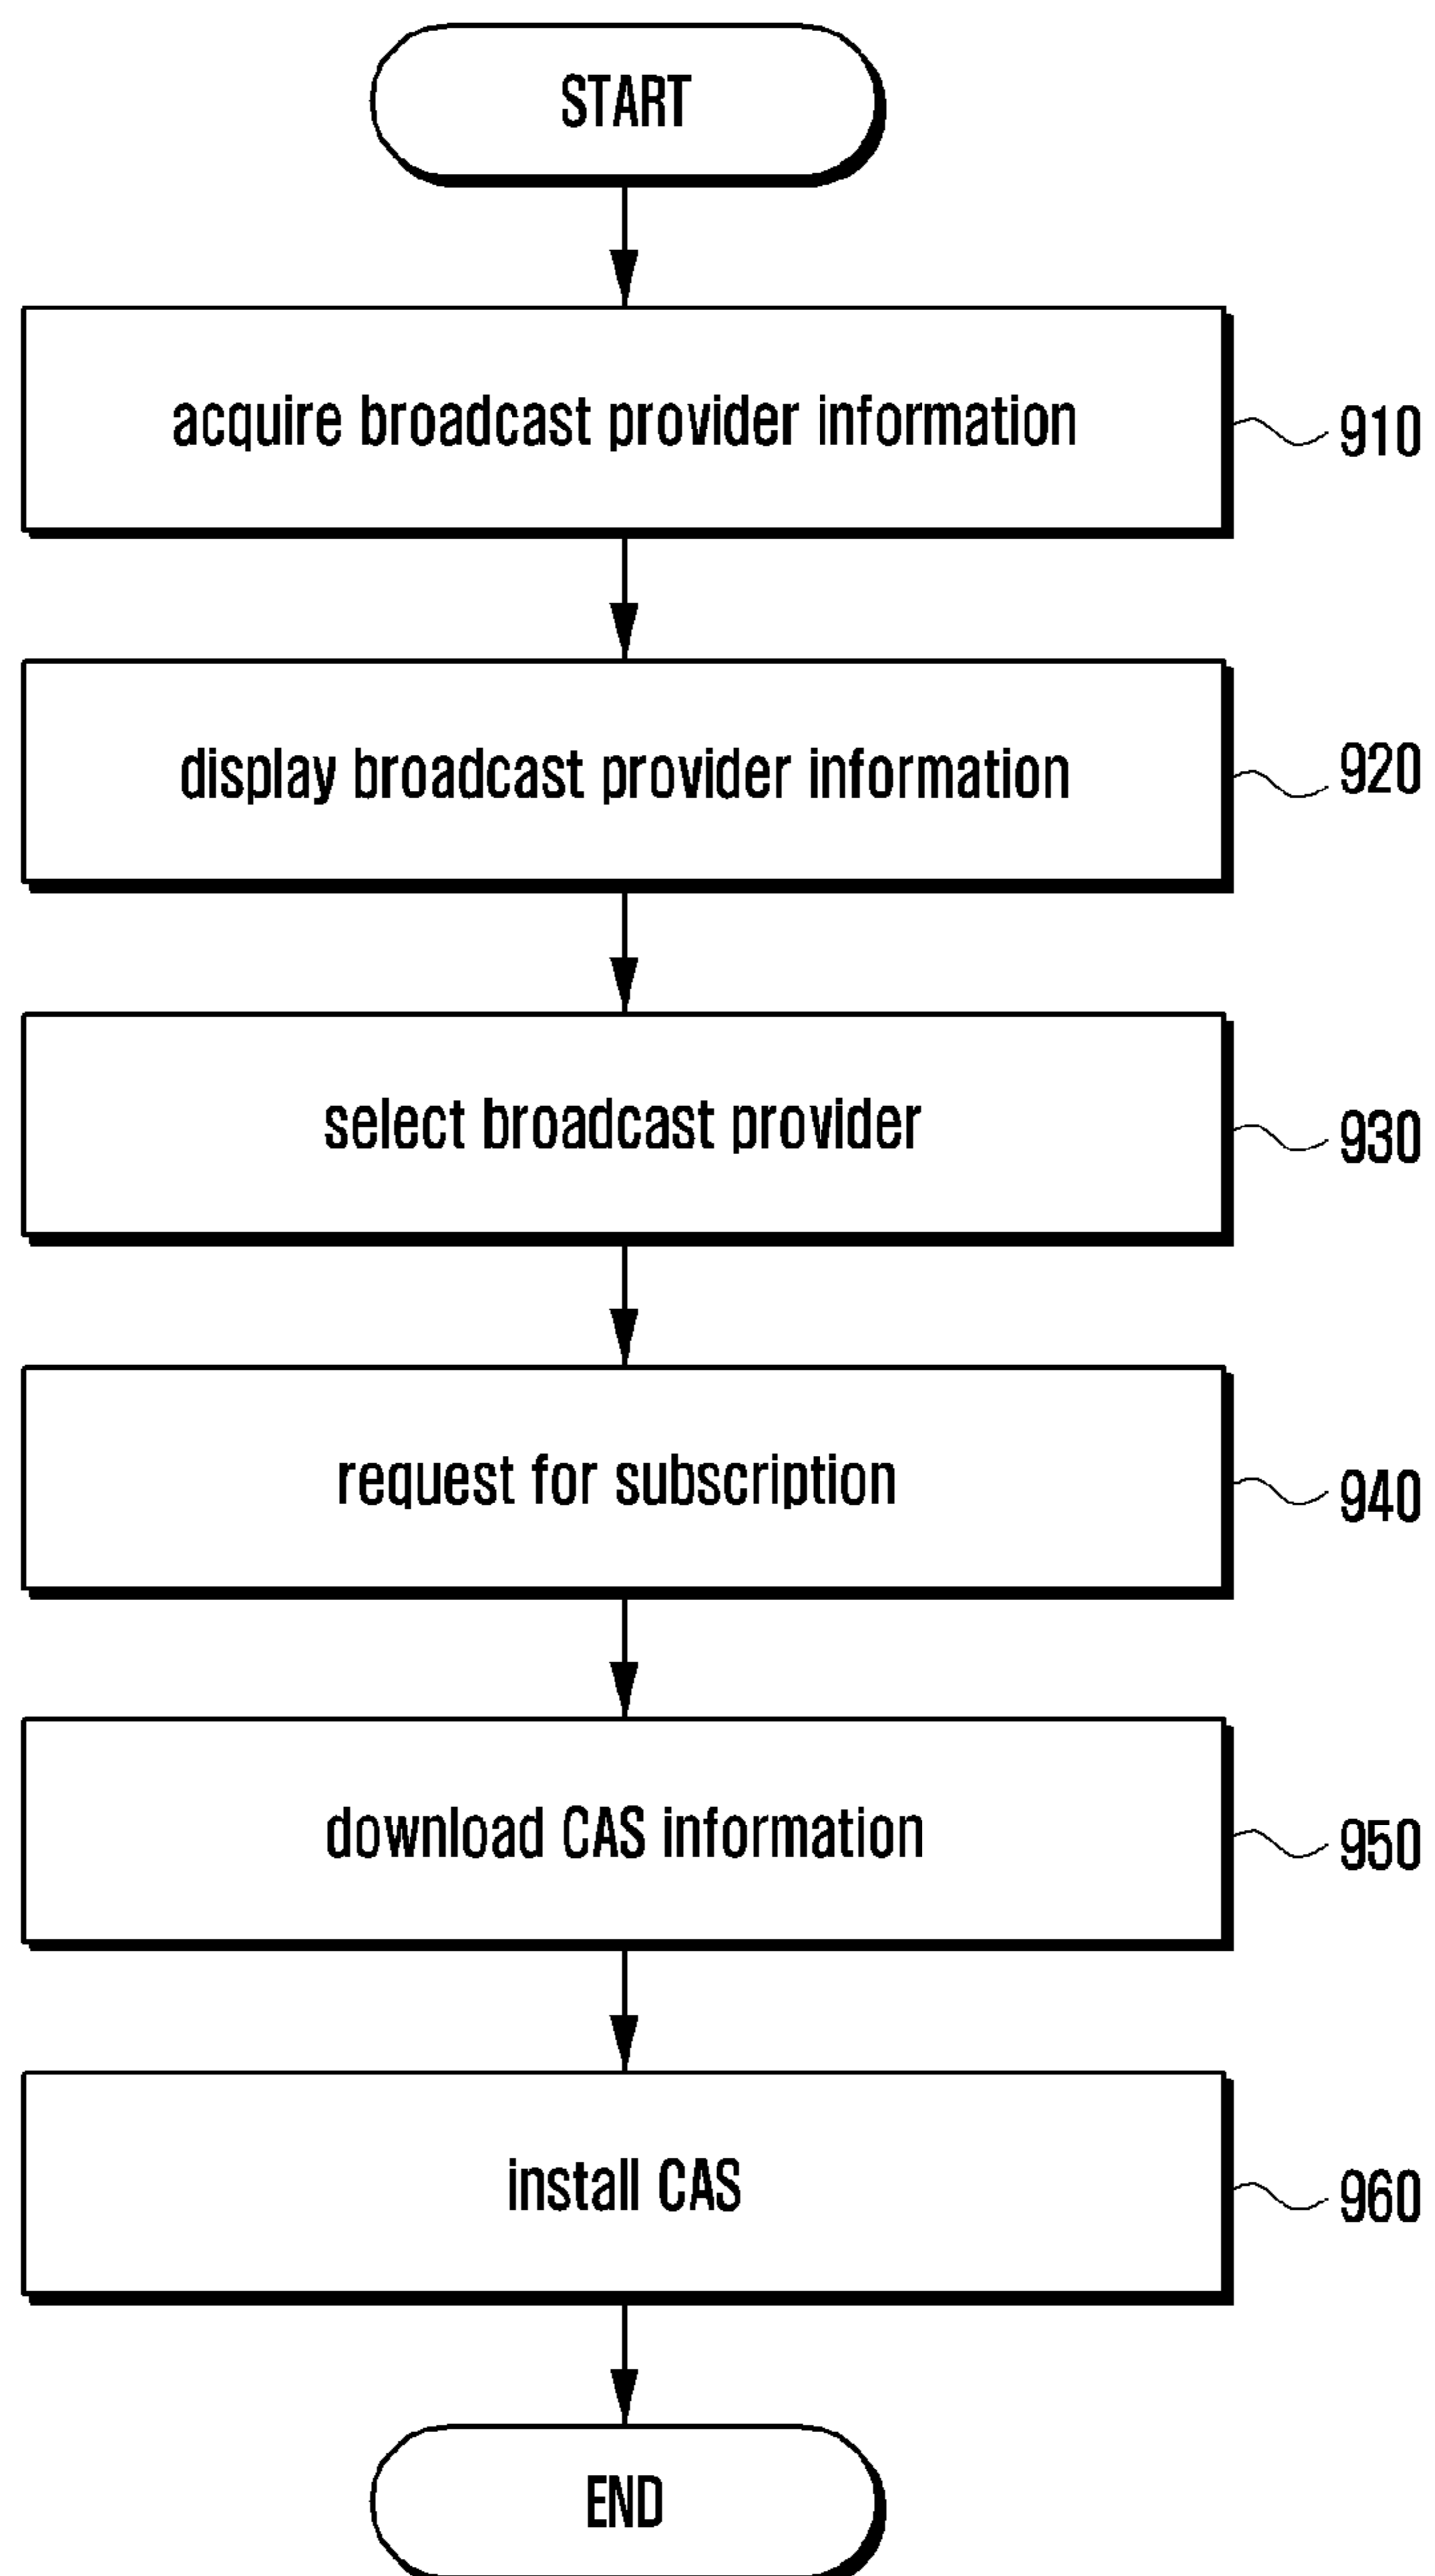 START
acquire broadcast provider information
910
display broadcast provider information
920
select broadcast provider
930
request for subscription
940
download CAS information
950
install CAS
960
END